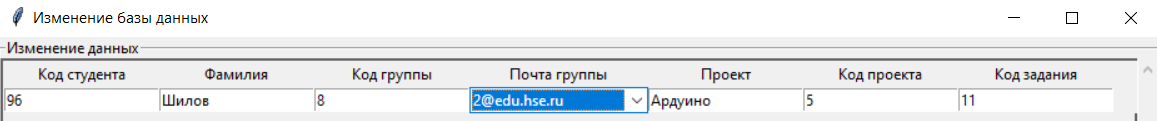 Изменение базы данных
Изменение данных
Код студента Фамилия Код группы Почта группы Проект Код проекта Код задания
96 Шилов 8 2@edu.hse.ru Ардуино 5 11